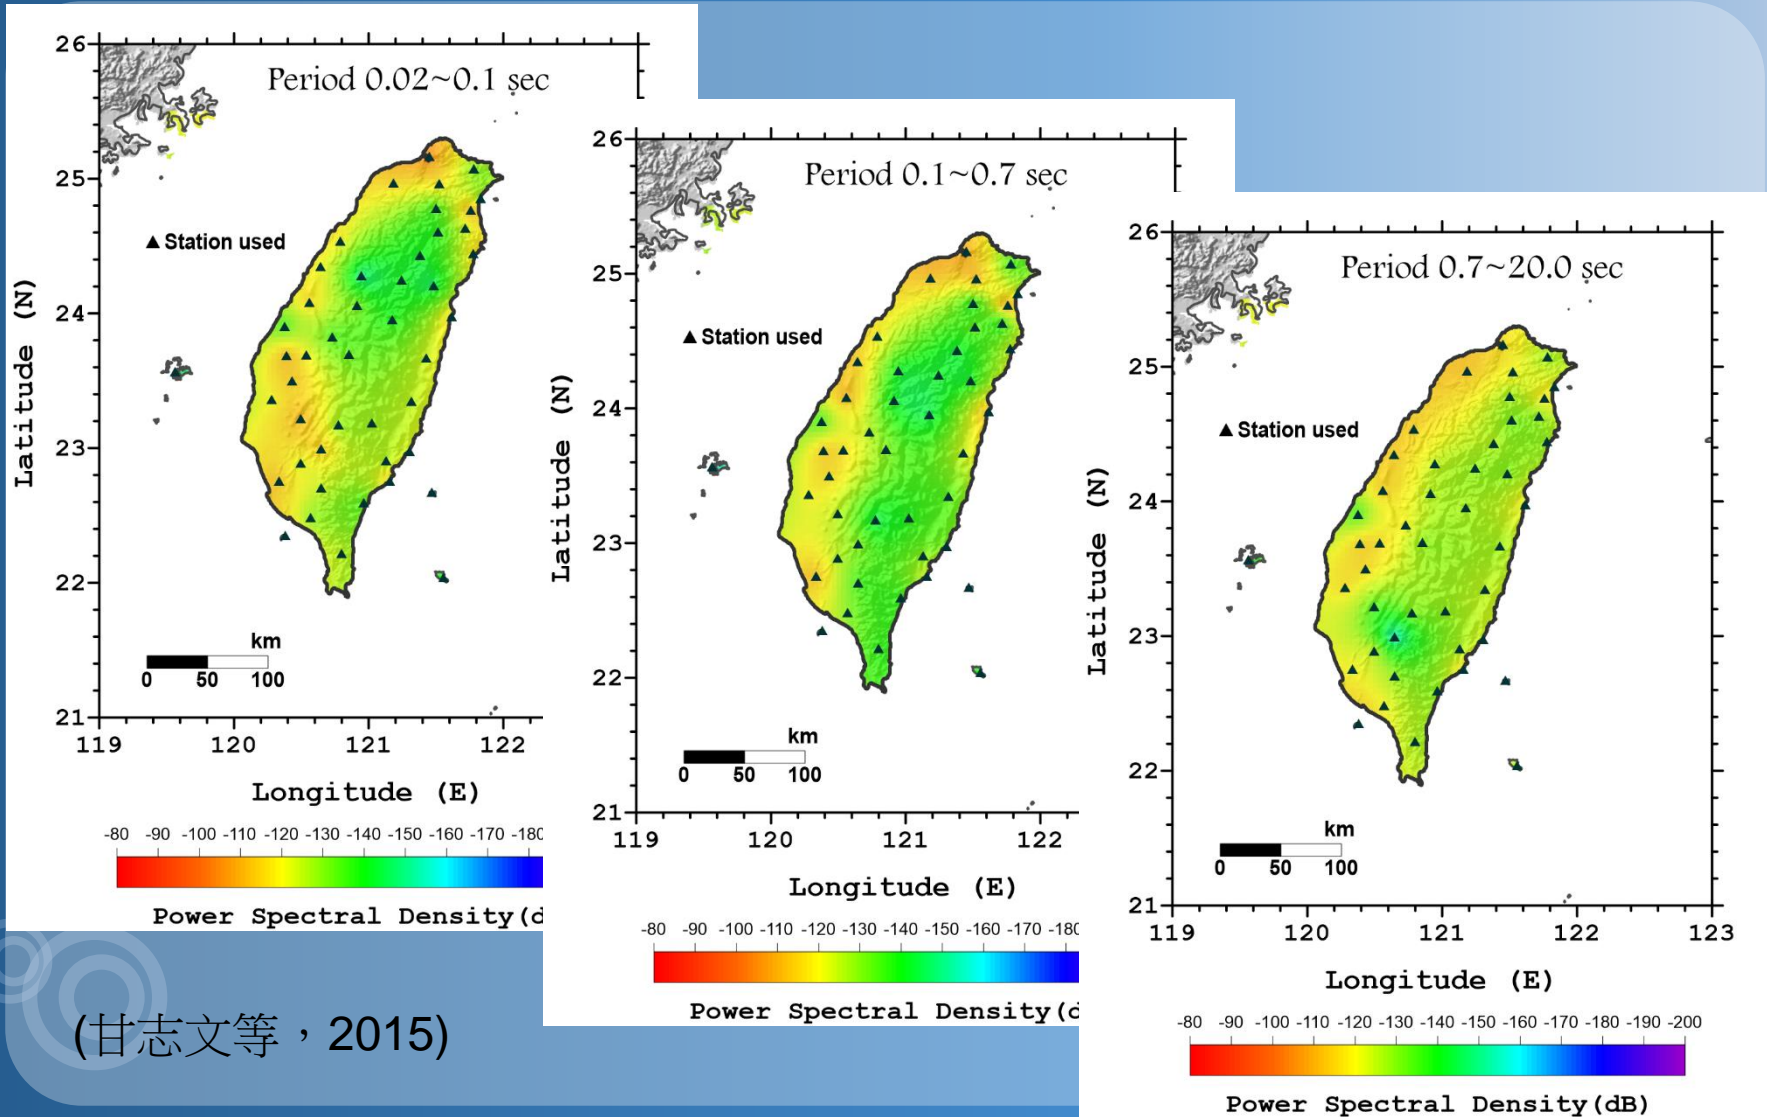 Period 0.02~0.1 sec
26
25
24
23
22
21
Latitude (N)
▲ Station used
km
0 50 100
119 120 121 122
Longitude (E)
-80 -90 -100 -110 -120 -130 -140 -150 -160 -170 -180
Power Spectral Density(d
Period 0.1~0.7 sec
26
25
24
23
22
21
Latitude (N)
▲ Station used
km
0 50 100
119 120 121 122
Longitude (E)
-80 -90 -100 -110 -120 -130 -140 -150 -160 -170 -180
Power Spectral Density(d
Period 0.7~20.0 sec
26
25
24
23
22
21
Latitude (N)
▲ Station used
km
0 50 100
119 120 121 122 123
Longitude (E)
-80 -90 -100 -110 -120 -130 -140 -150 -160 -170 -180 -190 -200
Power Spectral Density(dB)
(甘志文等，2015)